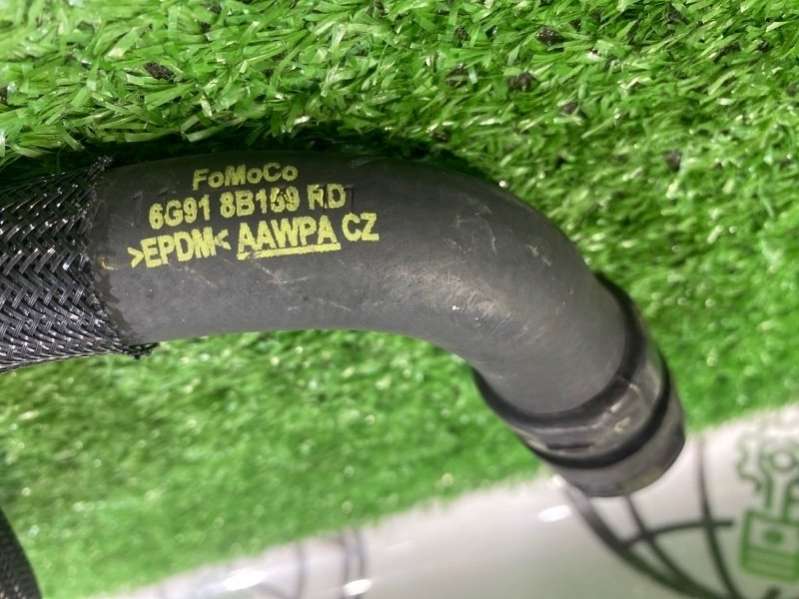 FoMoCo
6G91 8B159 RD
>EPDM< AAWPA CZ